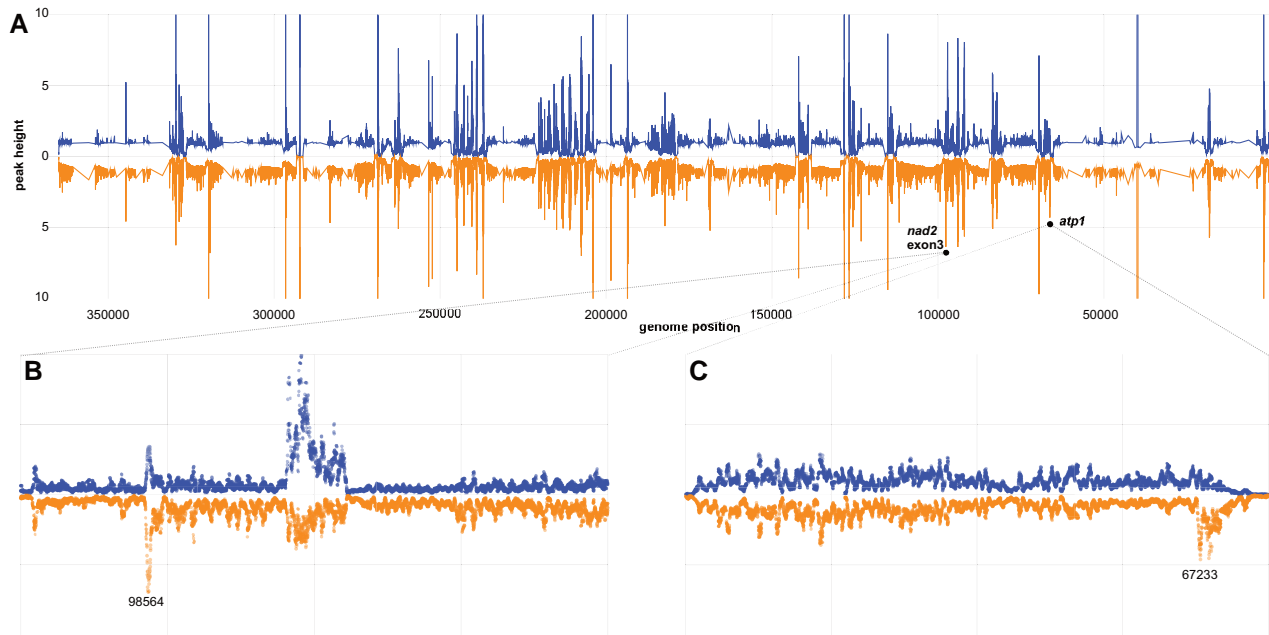 A
peak height
10
5
0
5
10
nad2
exon3
atp1
350000 300000 250000 200000 150000 100000 50000
genome position
B
98564
C
67233